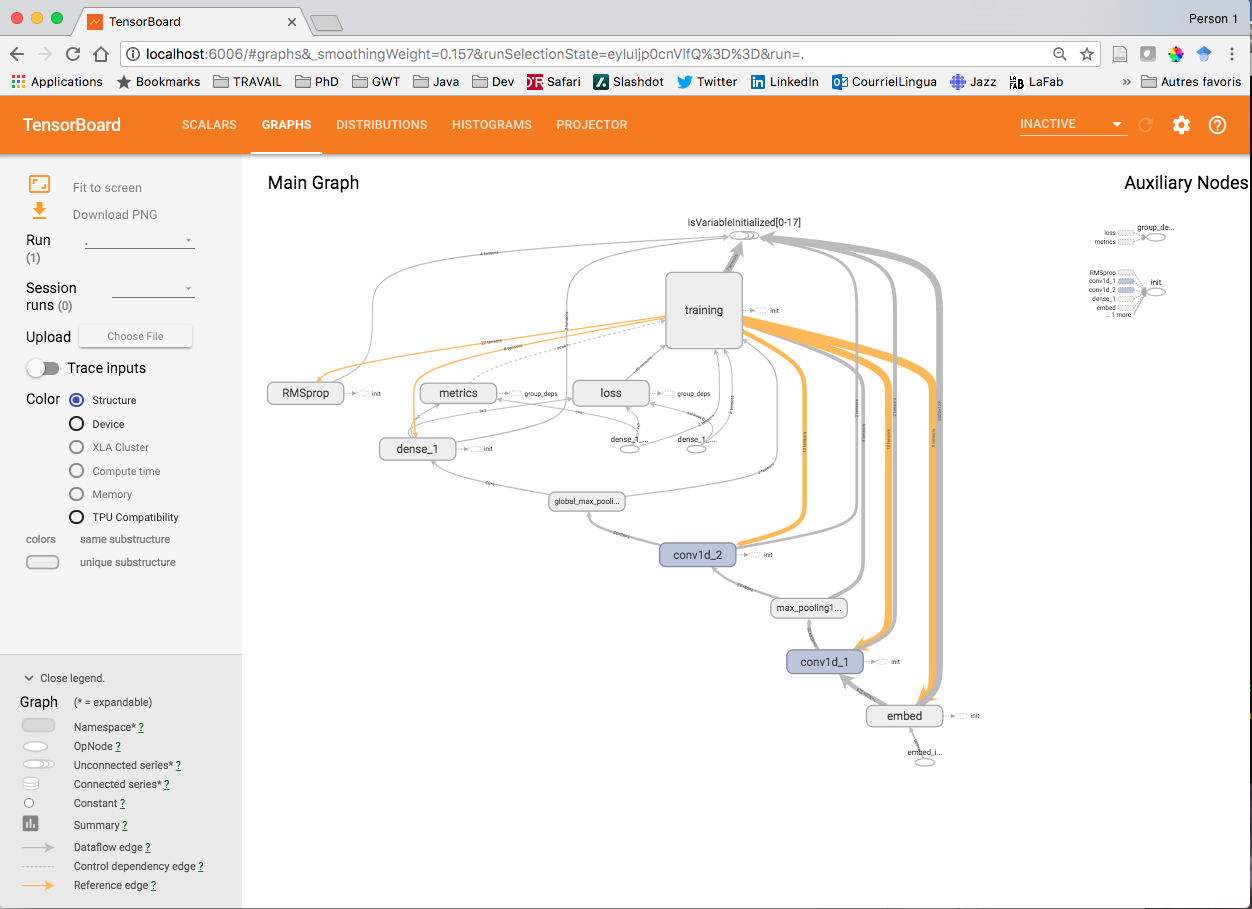 TensorBoard
Person 1
localhost:6006/#graphs&_smoothingWeight=0.157&runSelectionState=eyIuIjp0cnVlfQ%3D%3D&run=.
Applications Bookmarks TRAVAIL PhD GWT Java Dev Safari Slashdot Twitter LinkedIn CourrielLingua Jazz LaFab » Autres favoris
TensorBoard SCALARS GRAPHS DISTRIBUTIONS HISTOGRAMS PROJECTOR INACTIVE
Fit to screen
Download PNG
Run
(1)
.
Session
runs (0)
Upload Choose File
Trace inputs
Color Structure
Device
XLA Cluster
Compute time
Memory
TPU Compatibility
colors same substructure
unique substructure
Close legend.
Graph (* = expandable)
Namespace* ?
OpNode ?
Unconnected series* ?
Connected series* ?
Constant ?
Summary ?
Dataflow edge ?
Control dependency edge ?
Reference edge ?
Main Graph
IsVariableInitialized[0-17]
4 tensors
training
init
RMSprop
init
metrics
group_deps
loss
group_deps
dense_1
init
dense_1_...
dense_1_...
global_max_pooli...
conv1d_2
init
max_pooling1...
conv1d_1
init
embed
init
embed_i...
Auxiliary Nodes
group_de...
loss
metrics
init
RMSprop
conv1d_1
conv1d_2
dense_1
embed
... 1 more